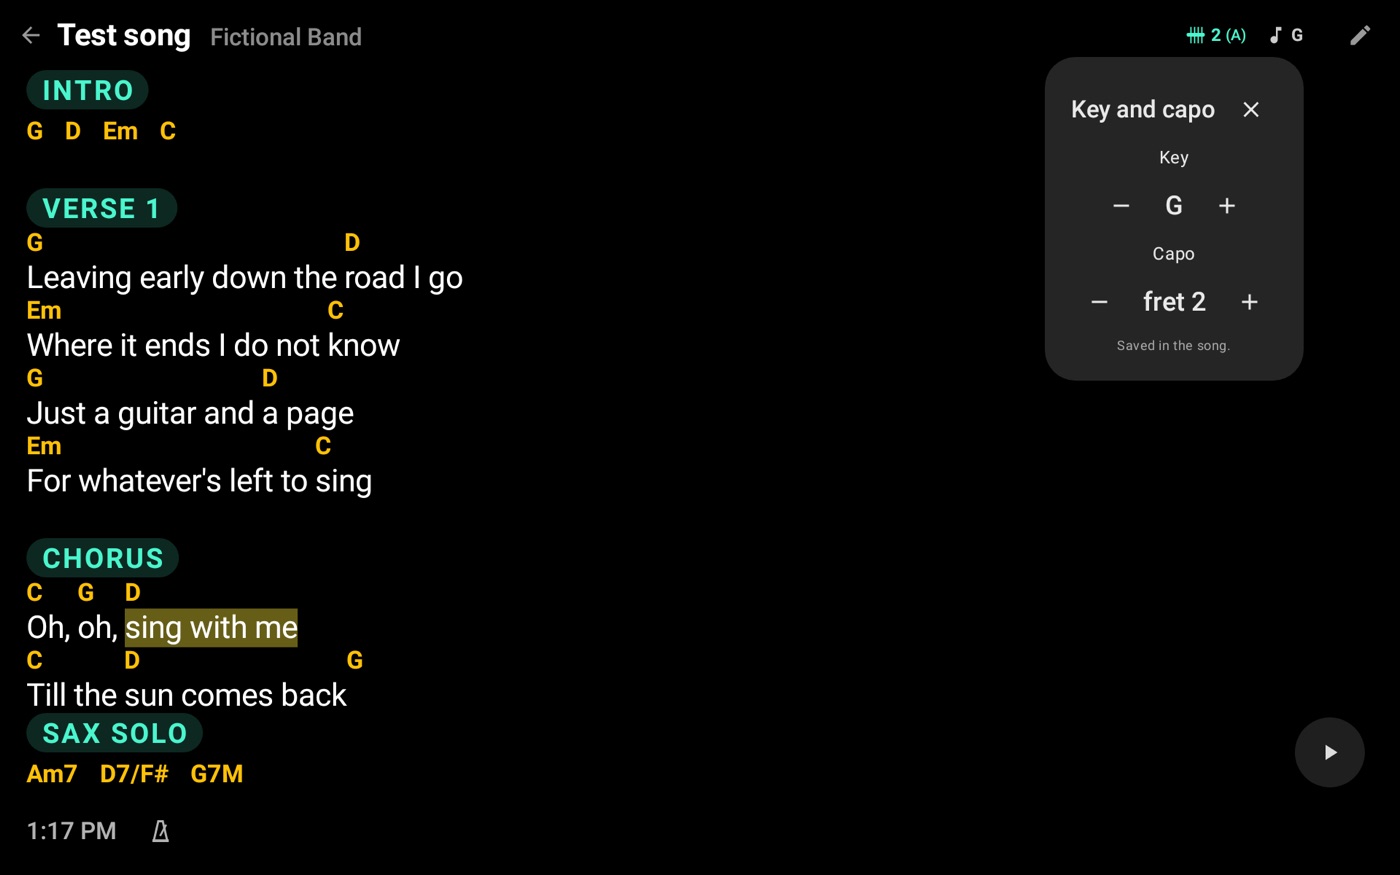 Test song Fictional Band 2 (A) G
INTRO
G D Em C
VERSE 1
G D
Leaving early down the road I go
Em C
Where it ends I do not know
G D
Just a guitar and a page
Em C
For whatever's left to sing
CHORUS
C G D
Oh, oh, sing with me
C D G
Till the sun comes back
SAX SOLO
Am7 D7/F# G7M
1:17 PM
Key and capo
Key
− G +
Capo
− fret 2 +
Saved in the song.